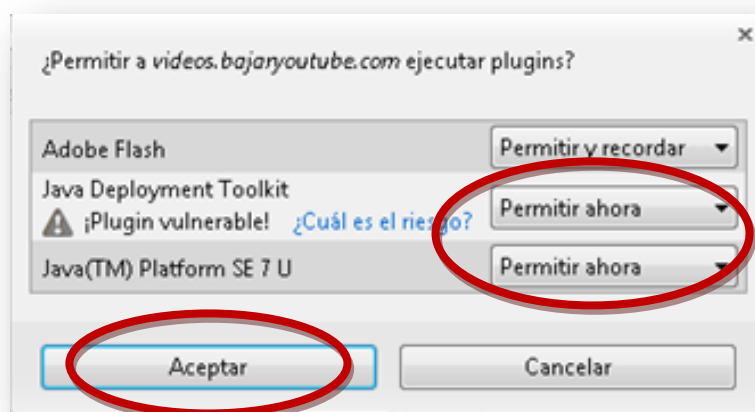 ¿Permitir a videos.bajaryoutube.com ejecutar plugins?
Adobe Flash Permitir y recordar
Java Deployment Toolkit
¡Plugin vulnerable! ¿Cuál es el riesgo? Permitir ahora
Java(TM) Platform SE 7 U Permitir ahora
Aceptar Cancelar